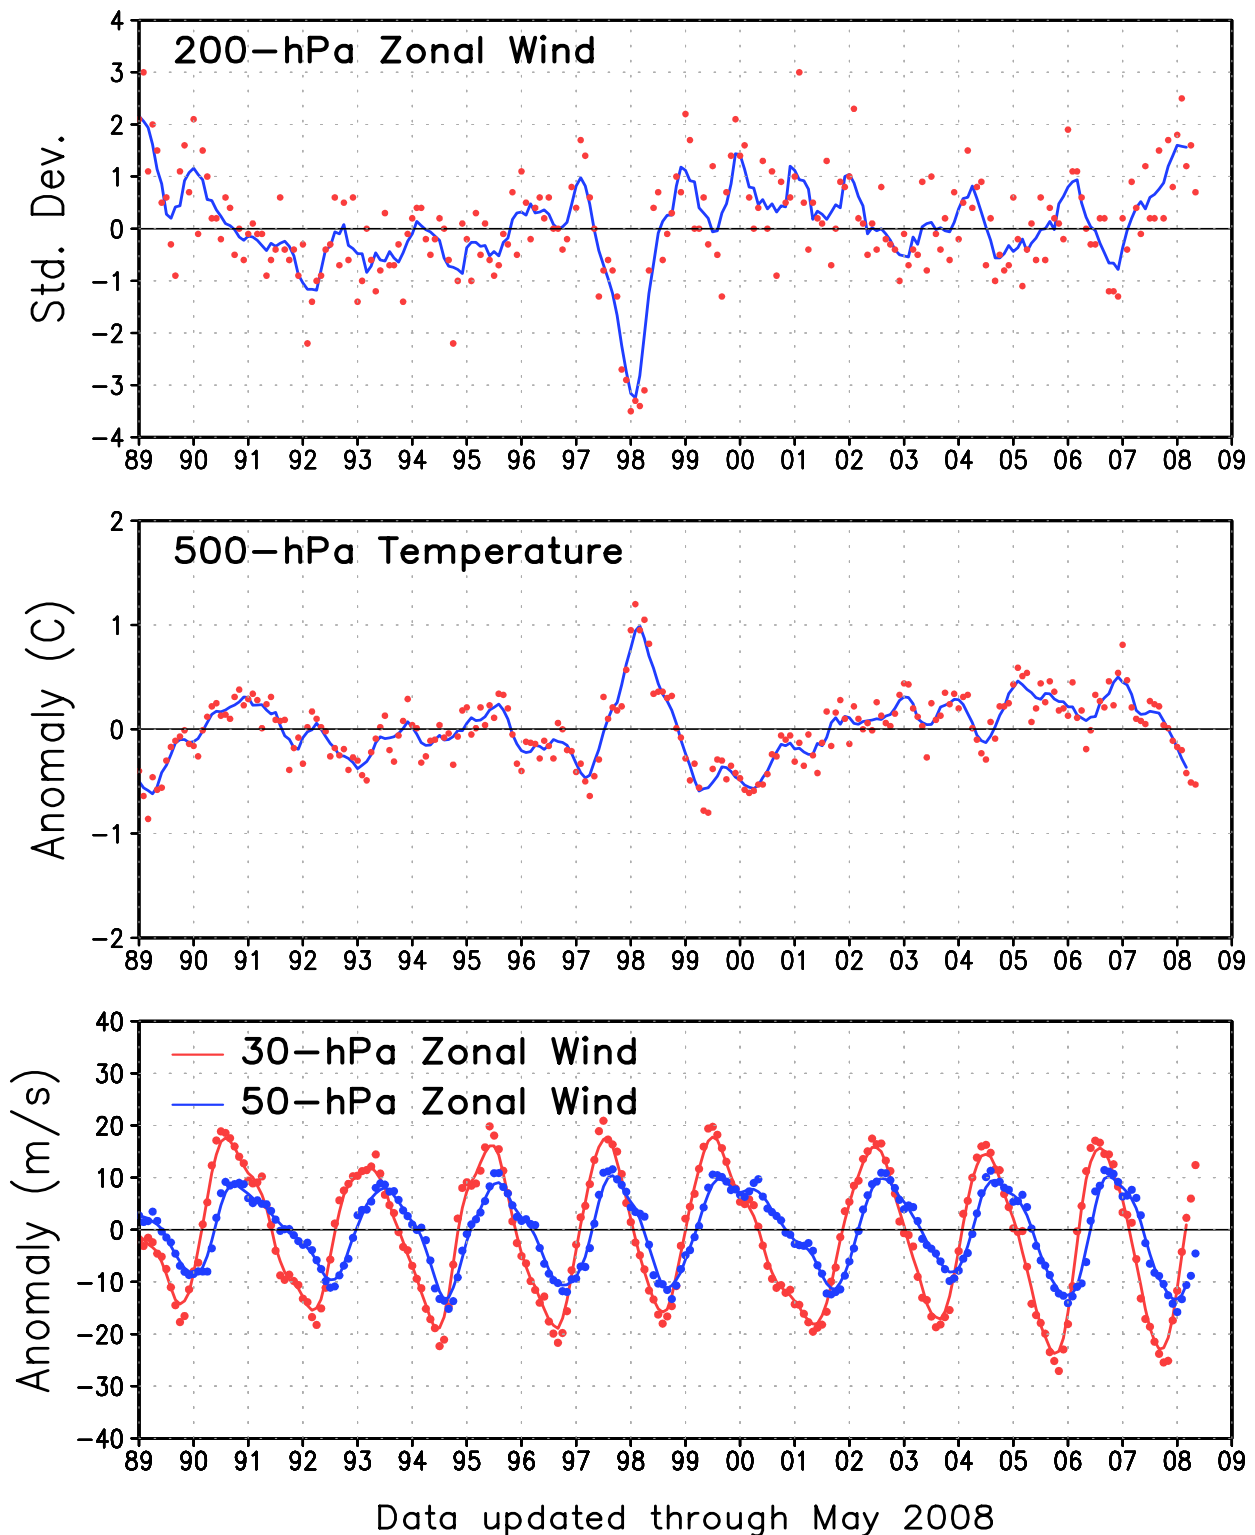 200-hPa Zonal Wind
Std. Dev.
4
3
2
1
0
-1
-2
-3
-4
89 90 91 92 93 94 95 96 97 98 99 00 01 02 03 04 05 06 07 08 09
500-hPa Temperature
Anomaly (C)
2
1
0
-1
-2
89 90 91 92 93 94 95 96 97 98 99 00 01 02 03 04 05 06 07 08 09
30-hPa Zonal Wind
50-hPa Zonal Wind
Anomaly (m/s)
40
30
20
10
0
-10
-20
-30
-40
89 90 91 92 93 94 95 96 97 98 99 00 01 02 03 04 05 06 07 08 09
Data updated through May 2008